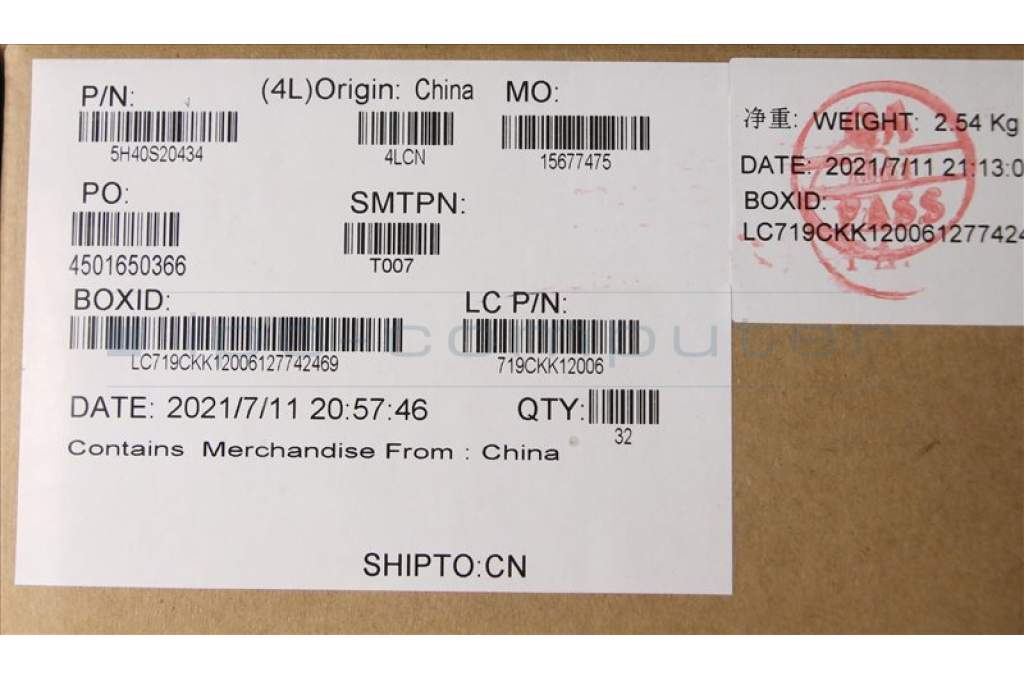 P/N:
(4L)Origin: China
MO:
5H40S20434
4LCN
15677475
PO:
SMTPN:
4501650366
T007
BOXID:
LC P/N:
LC719CKK12006127742469
719CKK12006
DATE: 2021/7/11 20:57:46
QTY:
32
Contains Merchandise From : China
SHIPTO:CN
净重: WEIGHT: 2.54 Kg
DATE: 2021/7/11 21:13:0
BOXID:
LC719CKK120061277424
PASS
computer